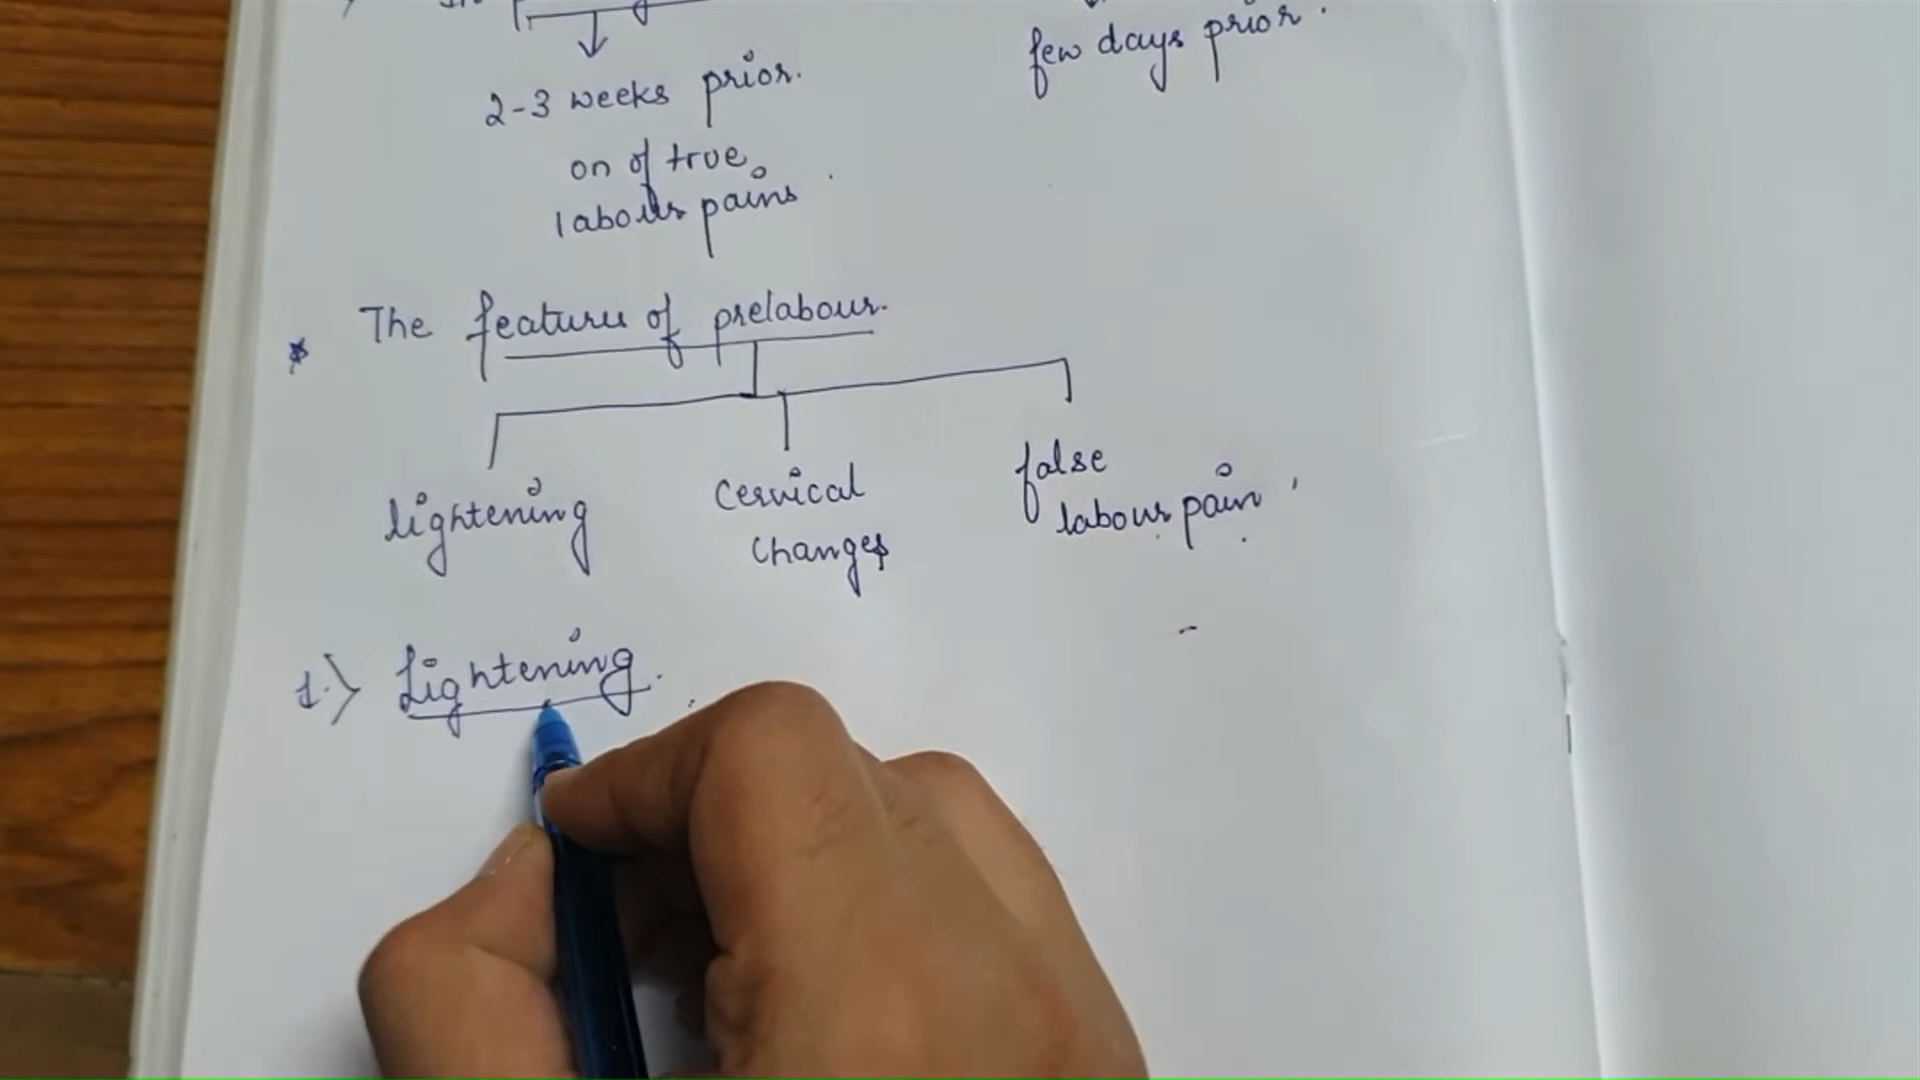 2-3 weeks prior.
few days prior.
on of true
labour pains
* The features of prelabour.
lightening
cervical
changes
false
labour pain
1.) Lightening.